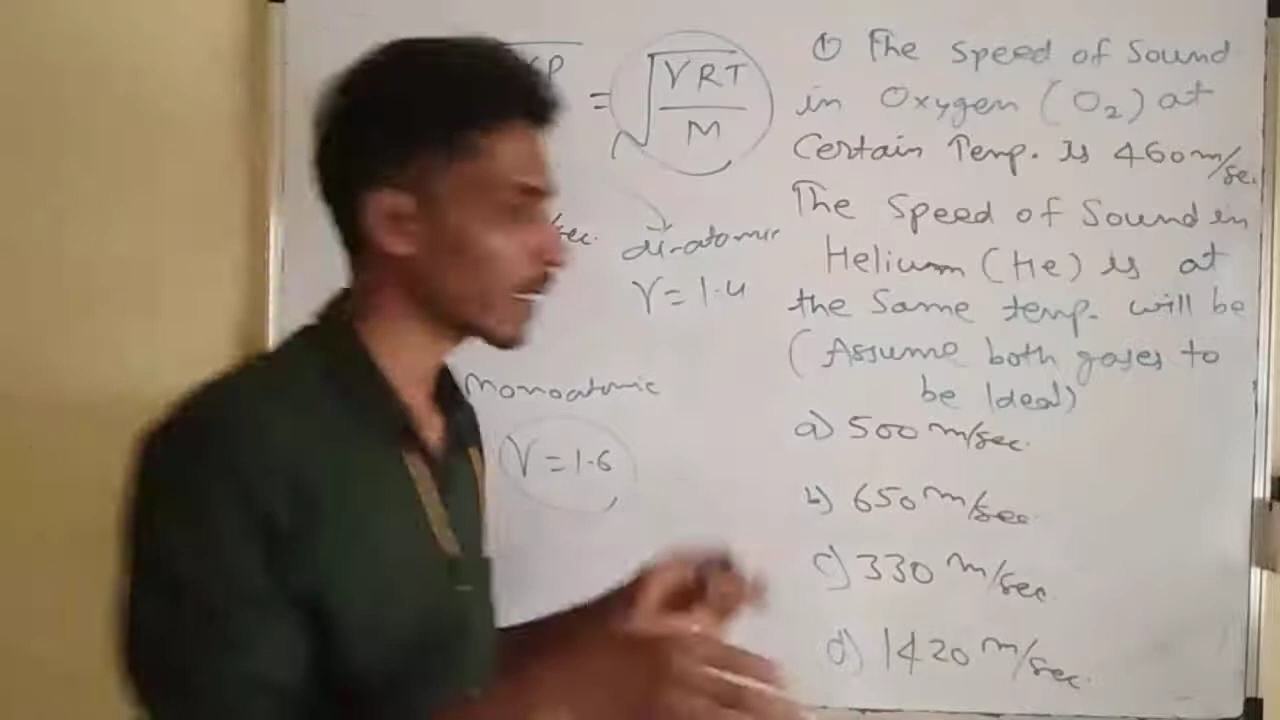 γP
= √γRT/M
sec.
di-atomic
γ = 1.4
Monoatomic
γ = 1.6
① The Speed of Sound
in Oxygen (O₂) at
Certain Temp. is 460 m/sec.
The Speed of Sound in
Helium (He) is at
the Same temp. will be
(Assume both gases to
be Ideal)
a) 500 m/sec.
b) 650 m/sec
c) 330 m/sec.
d) 1420 m/sec.